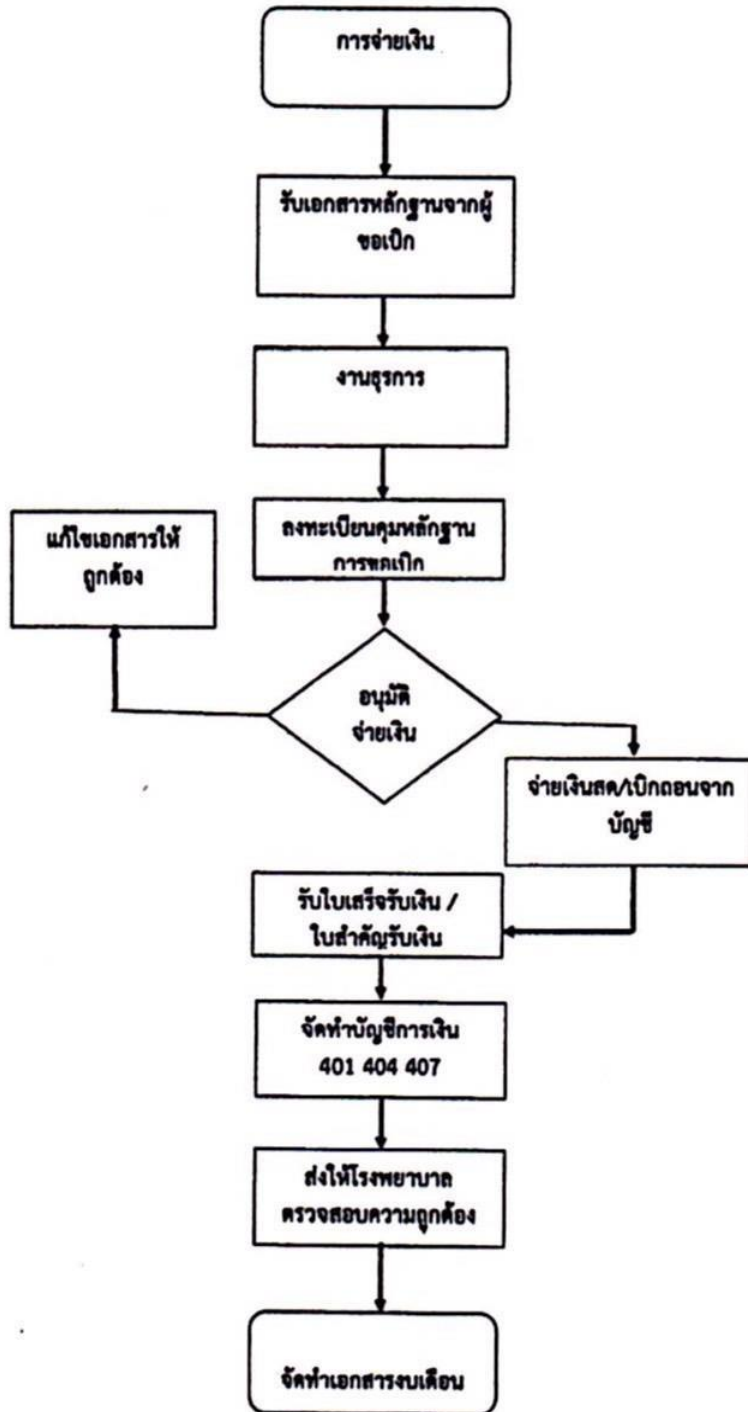 การจ่ายเงิน
รับเอกสารหลักฐานจากผู้
ขอเบิก
งานธุรการ
ลงทะเบียนคุมหลักฐาน
การขอเบิก
แก้ไขเอกสารให้
ถูกต้อง
อนุมัติ
จ่ายเงิน
จ่ายเงินสด/เบิกถอนจาก
บัญชี
รับใบเสร็จรับเงิน /
ใบสำคัญรับเงิน
จัดทำบัญชีการเงิน
401 404 407
ส่งให้โรงพยาบาล
ตรวจสอบความถูกต้อง
จัดทำเอกสารงบเดือน